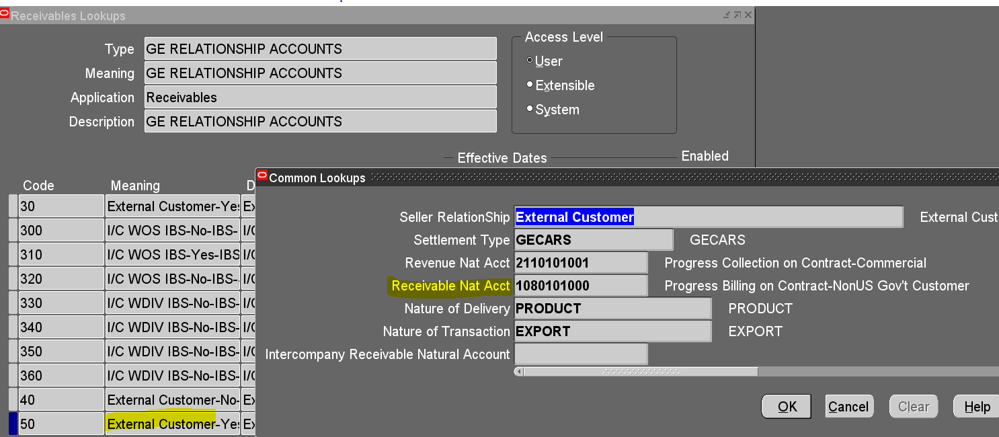 Receivables Lookups
Type GE RELATIONSHIP ACCOUNTS
Meaning GE RELATIONSHIP ACCOUNTS
Application Receivables
Description GE RELATIONSHIP ACCOUNTS
Access Level
User
Extensible
System
Effective Dates Enabled
Code Meaning D
30 External Customer-Yes Ex
300 I/C WOS IBS-No-IBS- I/C
310 I/C WOS IBS-Yes-IBS I/C
320 I/C WOS IBS-No-IBS- I/C
330 I/C WDIV IBS-No-IBS- I/C
340 I/C WDIV IBS-No-IBS- I/C
350 I/C WDIV IBS-No-IBS- I/C
360 I/C WDIV IBS-No-IBS- I/C
40 External Customer-No- Ex
50 External Customer-Yes Ex
Common Lookups
Seller RelationShip External Customer External Cust
Settlement Type GECARS GECARS
Revenue Nat Acct 2110101001 Progress Collection on Contract-Commercial
Receivable Nat Acct 1080101000 Progress Billing on Contract-NonUS Gov't Customer
Nature of Delivery PRODUCT PRODUCT
Nature of Transaction EXPORT EXPORT
Intercompany Receivable Natural Account
OK Cancel Clear Help